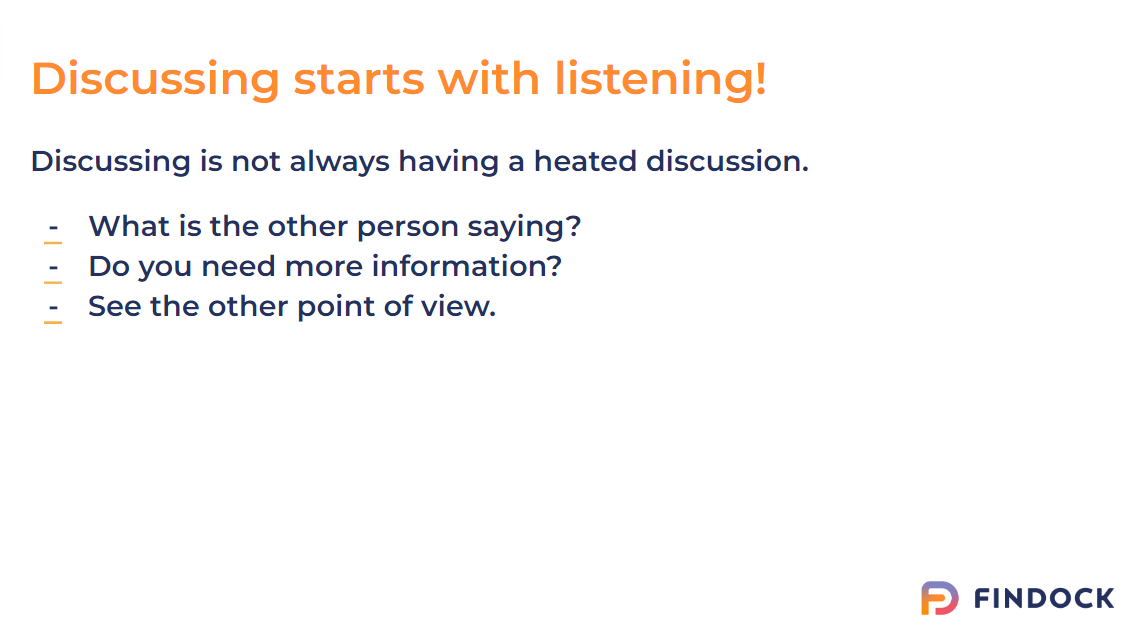 Discussing starts with listening!
Discussing is not always having a heated discussion.
- What is the other person saying?
- Do you need more information?
- See the other point of view.
FINDOCK